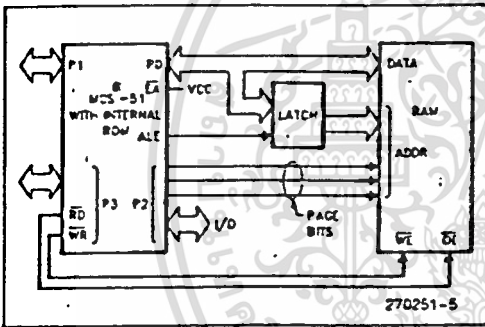 P1
P0
EA
VCC
MCS-51
WITH INTERNAL
ROM
ALE
LATCH
DATA
RAM
ADDR
RD
WR
P3
P2
I/O
PAGE
BITS
WE
OE
270251-5